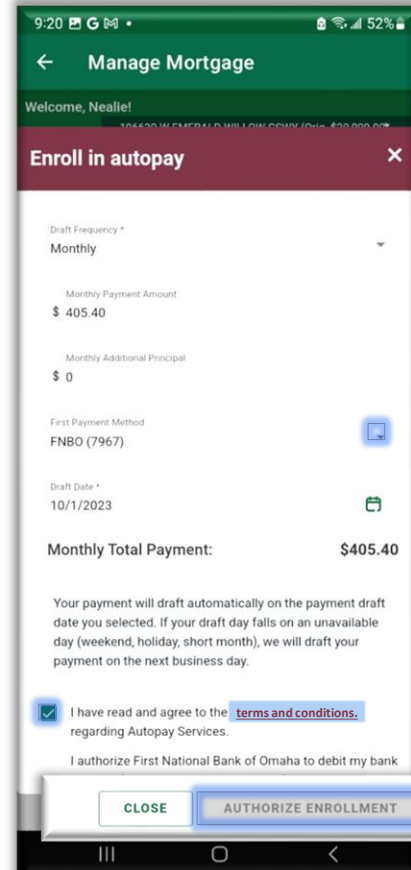 9:20 G M • 52%
Manage Mortgage
Welcome, Nealie!
Enroll in autopay
Draft Frequency *
Monthly
Monthly Payment Amount
$ 405.40
Monthly Additional Principal
$ 0
First Payment Method
FNBO (7967)
Draft Date *
10/1/2023
Monthly Total Payment: $405.40
Your payment will draft automatically on the payment draft
date you selected. If your draft day falls on an unavailable
day (weekend, holiday, short month), we will draft your
payment on the next business day.
I have read and agree to the terms and conditions.
regarding Autopay Services.
I authorize First National Bank of Omaha to debit my bank
CLOSE AUTHORIZE ENROLLMENT